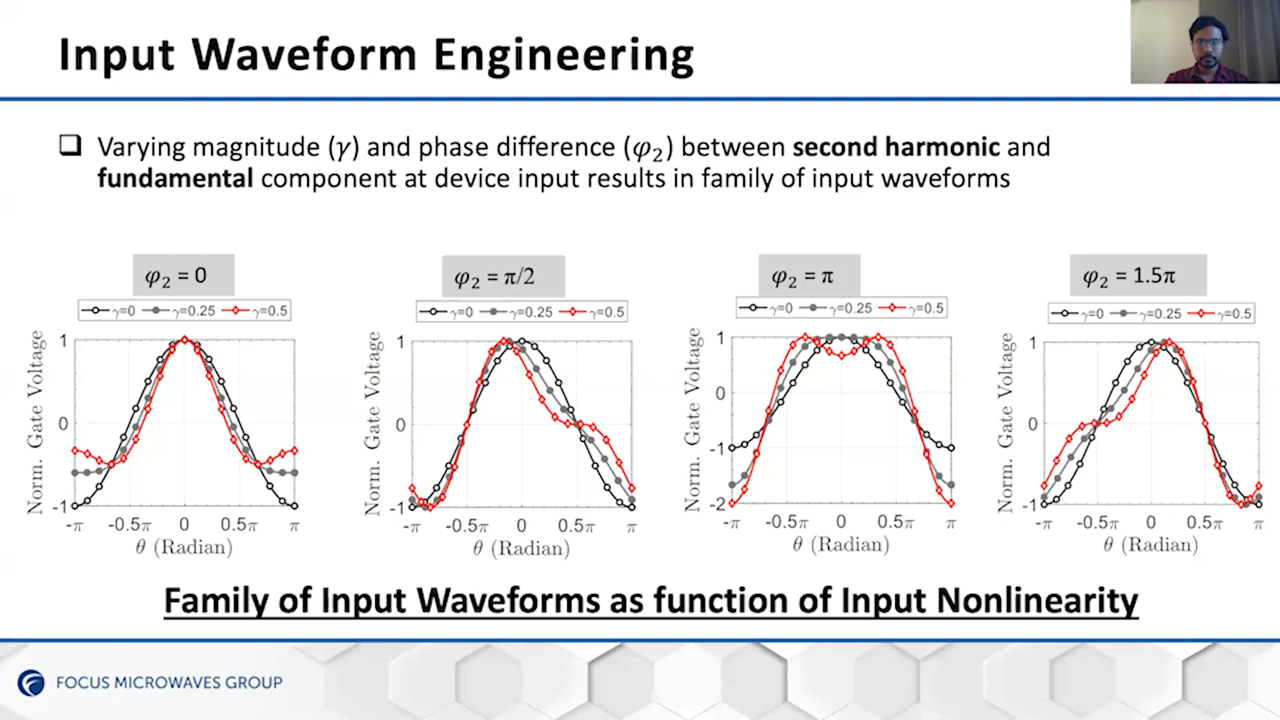 Input Waveform Engineering
❑ Varying magnitude (γ) and phase difference (φ₂) between second harmonic and
fundamental component at device input results in family of input waveforms
φ₂ = 0
γ=0 γ=0.25 γ=0.5
Norm. Gate Voltage
1
0
-1
-π -0.5π 0 0.5π π
θ (Radian)
φ₂ = π/2
γ=0 γ=0.25 γ=0.5
Norm. Gate Voltage
1
0
-1
-π -0.5π 0 0.5π π
θ (Radian)
φ₂ = π
γ=0 γ=0.25 γ=0.5
Norm. Gate Voltage
1
0
-1
-2
-π -0.5π 0 0.5π π
θ (Radian)
φ₂ = 1.5π
γ=0 γ=0.25 γ=0.5
Norm. Gate Voltage
1
0
-1
-π -0.5π 0 0.5π π
θ (Radian)
Family of Input Waveforms as function of Input Nonlinearity
FOCUS MICROWAVES GROUP